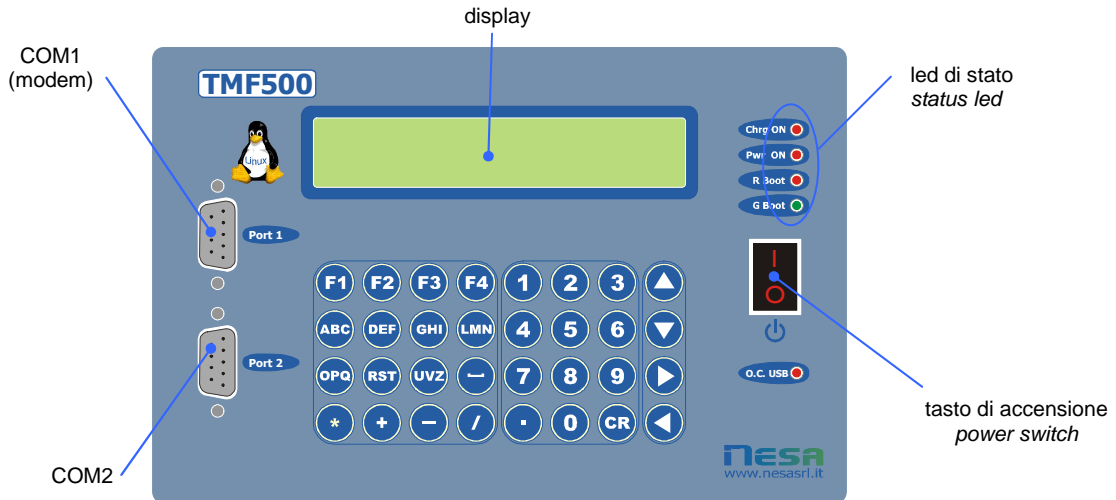 display
COM1
(modem)
led di stato
status led
TMF500
Linux
Chrg ON
Pwr ON
R Boot
G Boot
Port 1
F1 F2 F3 F4 1 2 3
ABC DEF GHI LMN 4 5 6
OPQ RST UVZ 7 8 9
* + - / . 0 CR
Port 2
O.C. USB
tasto di accensione
power switch
COM2
nesa
www.nesasrl.it